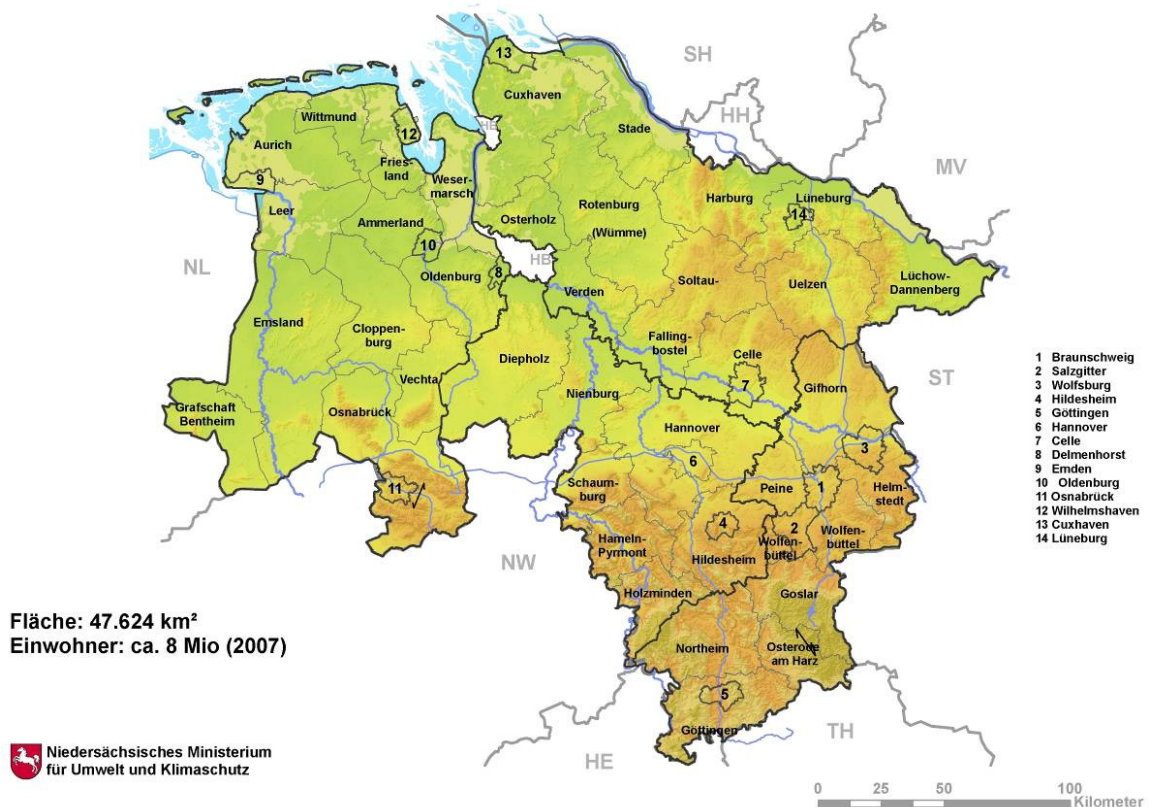 SH
13
Cuxhaven
HH
Wittmund
12
HB
Stade
MV
Aurich
Fries-
land
Weser-
marsch
9
Harburg
Lüneburg
14
Leer
Ammerland
Osterholz
Rotenburg
(Wümme)
NL
10
HB
Oldenburg
8
Soltau-
Uelzen
Lüchow-
Dannenberg
Verden
Emsland
Cloppen-
burg
Falling-
bostel
Diepholz
Celle
7
Gifhorn
ST
Vechta
Nienburg
Grafschaft
Bentheim
Osnabrück
Hannover
6
3
Schaum-
burg
Peine
1
Helm-
stedt
11
4
2
Wolfen-
büttel
Wolfen-
büttel
Hameln-
Pyrmont
Hildesheim
NW
Holzminden
Goslar
Northeim
Osterode
am Harz
5
Göttingen
TH
HE
1 Braunschweig
2 Salzgitter
3 Wolfsburg
4 Hildesheim
5 Göttingen
6 Hannover
7 Celle
8 Delmenhorst
9 Emden
10 Oldenburg
11 Osnabrück
12 Wilhelmshaven
13 Cuxhaven
14 Lüneburg
Fläche: 47.624 km²
Einwohner: ca. 8 Mio (2007)
Niedersächsisches Ministerium
für Umwelt und Klimaschutz
0 25 50 100
Kilometer